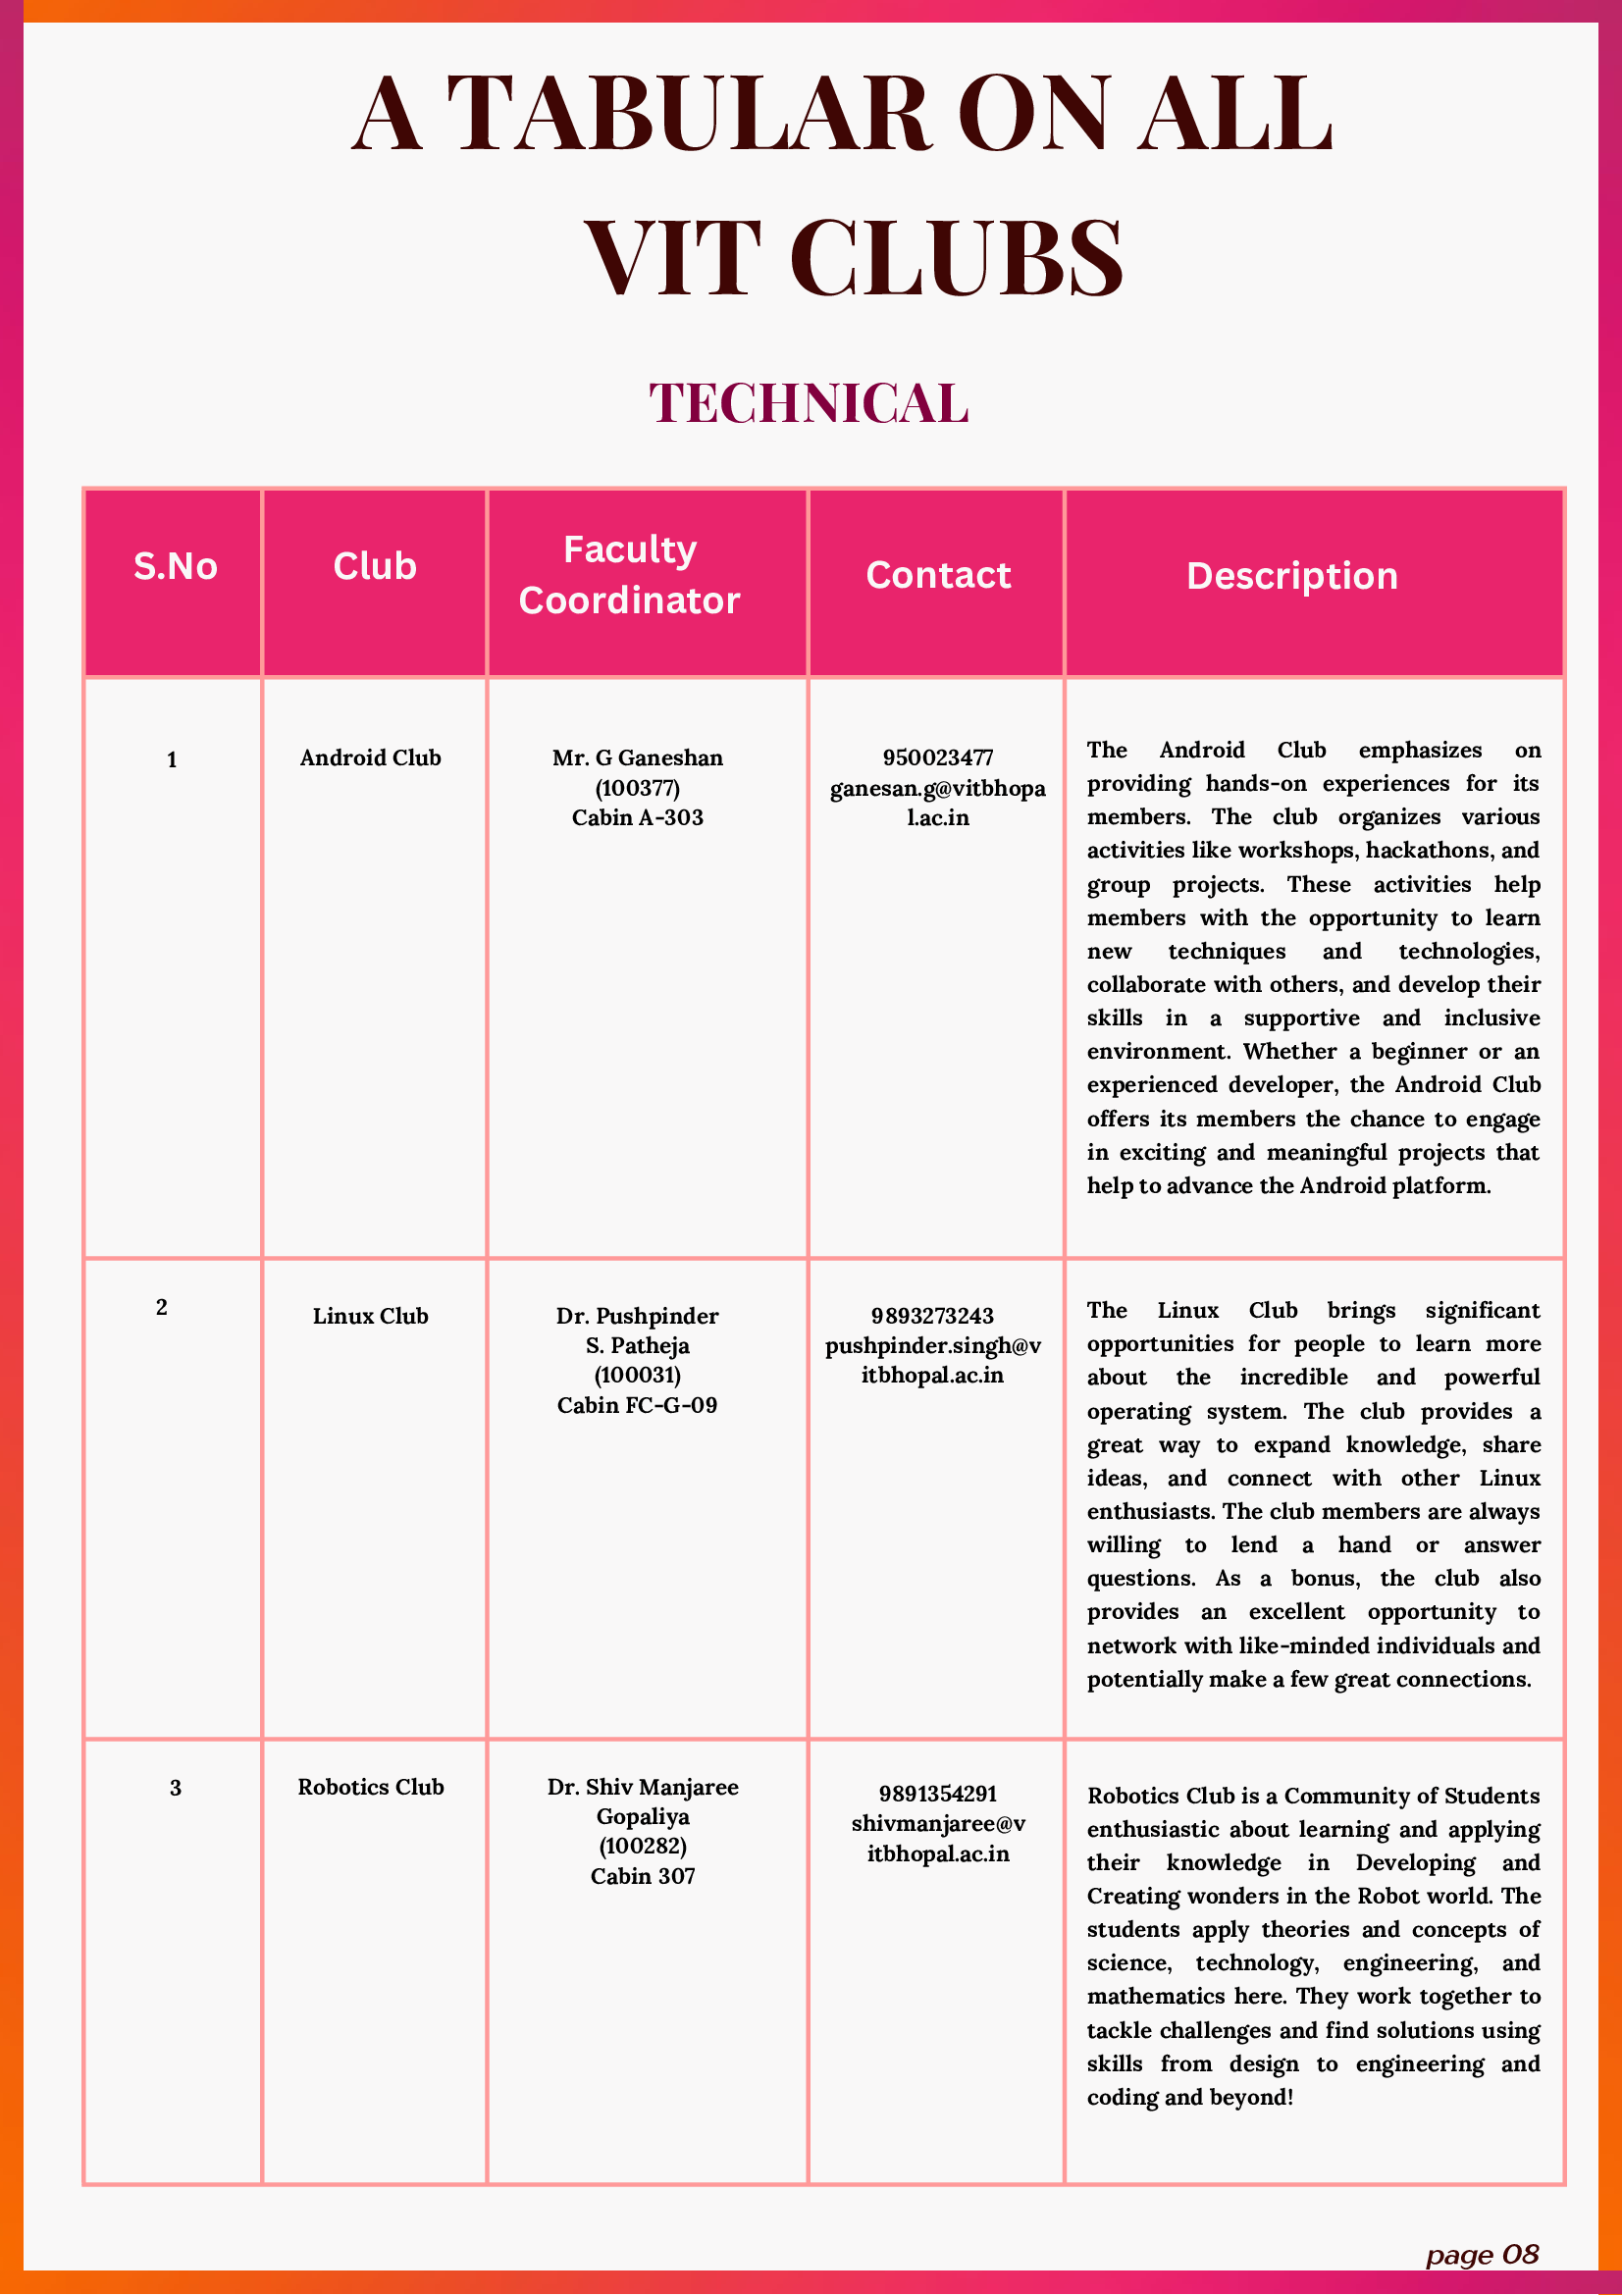 A TABULAR ON ALL
VIT CLUBS
TECHNICAL
S.No
Club
Faculty
Coordinator
Contact
Description
1
Android Club
Mr. G Ganeshan
(100377)
Cabin A-303
950023477
ganesan.g@vitbhopa
l.ac.in
The Android Club emphasizes on
providing hands-on experiences for its
members. The club organizes various
activities like workshops, hackathons, and
group projects. These activities help
members with the opportunity to learn
new techniques and technologies,
collaborate with others, and develop their
skills in a supportive and inclusive
environment. Whether a beginner or an
experienced developer, the Android Club
offers its members the chance to engage
in exciting and meaningful projects that
help to advance the Android platform.
2
Linux Club
Dr. Pushpinder
S. Patheja
(100031)
Cabin FC-G-09
9893273243
pushpinder.singh@v
itbhopal.ac.in
The Linux Club brings significant
opportunities for people to learn more
about the incredible and powerful
operating system. The club provides a
great way to expand knowledge, share
ideas, and connect with other Linux
enthusiasts. The club members are always
willing to lend a hand or answer
questions. As a bonus, the club also
provides an excellent opportunity to
network with like-minded individuals and
potentially make a few great connections.
3
Robotics Club
Dr. Shiv Manjaree
Gopaliya
(100282)
Cabin 307
9891354291
shivmanjaree@v
itbhopal.ac.in
Robotics Club is a Community of Students
enthusiastic about learning and applying
their knowledge in Developing and
Creating wonders in the Robot world. The
students apply theories and concepts of
science, technology, engineering, and
mathematics here. They work together to
tackle challenges and find solutions using
skills from design to engineering and
coding and beyond!
page 08